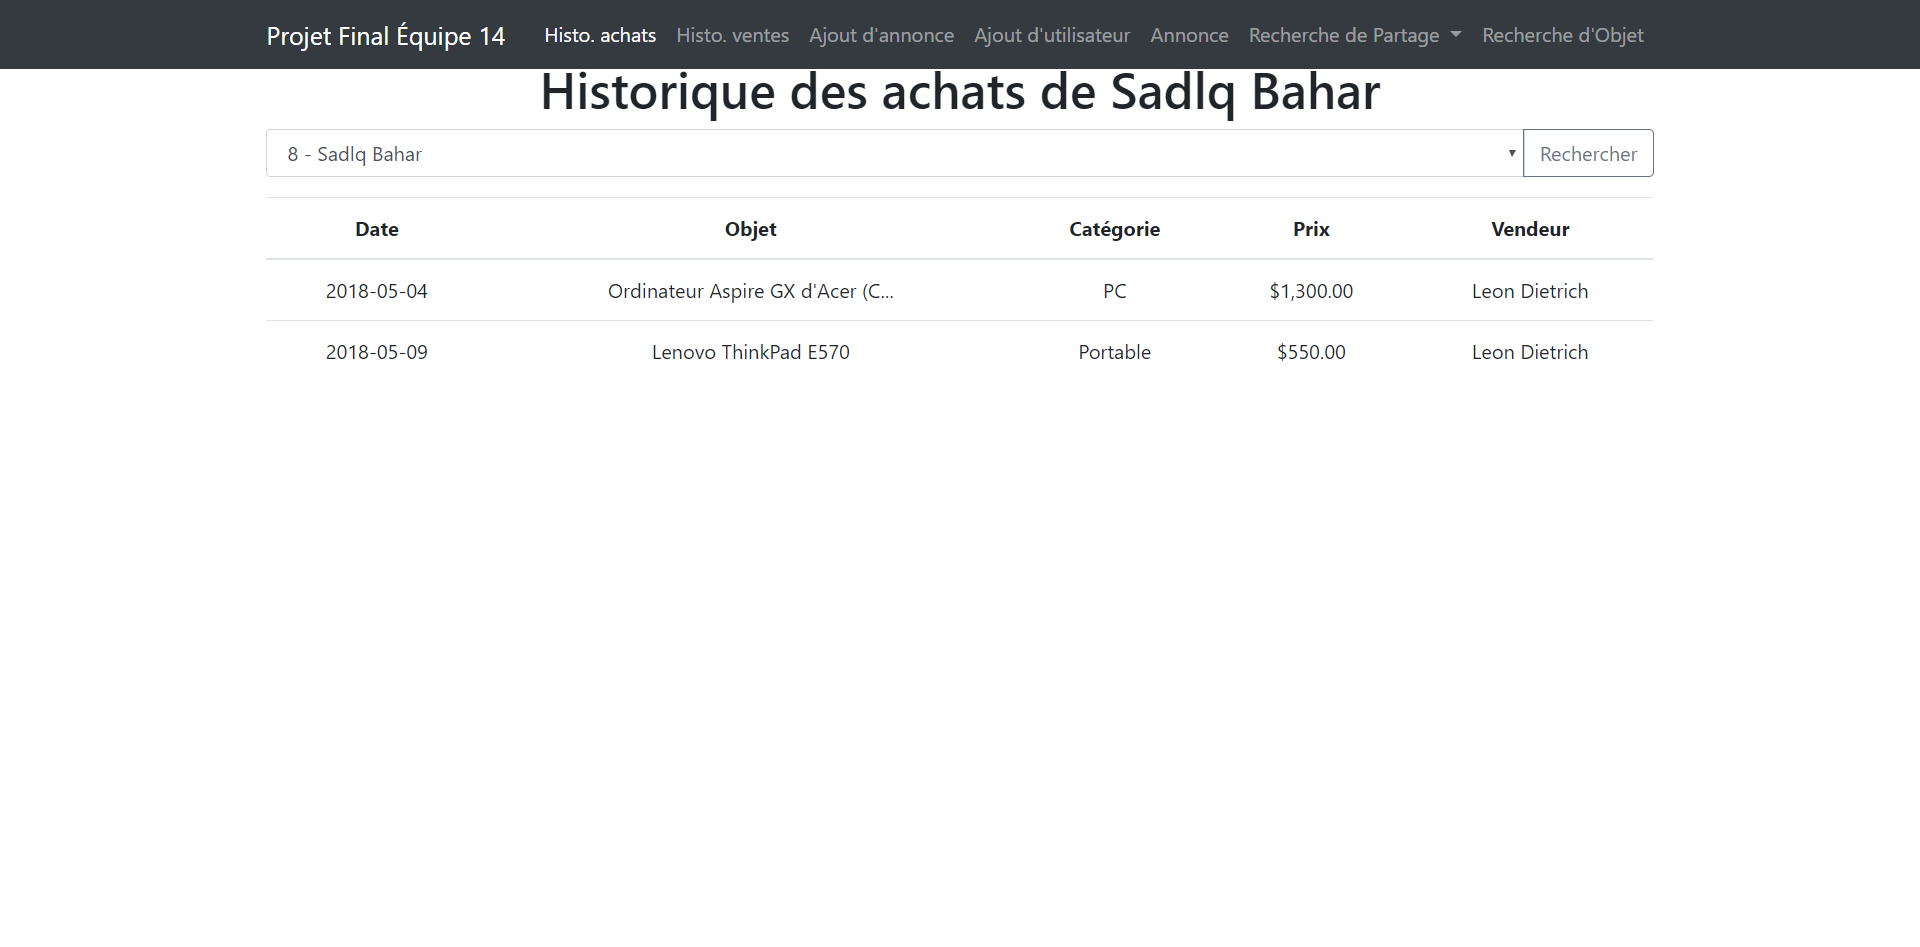 Projet Final Équipe 14 Histo. achats Histo. ventes Ajout d'annonce Ajout d'utilisateur Annonce Recherche de Partage Recherche d'Objet
Historique des achats de Sadlq Bahar
8 - Sadlq Bahar Rechercher
Date Objet Catégorie Prix Vendeur
2018-05-04 Ordinateur Aspire GX d'Acer (C... PC $1,300.00 Leon Dietrich
2018-05-09 Lenovo ThinkPad E570 Portable $550.00 Leon Dietrich